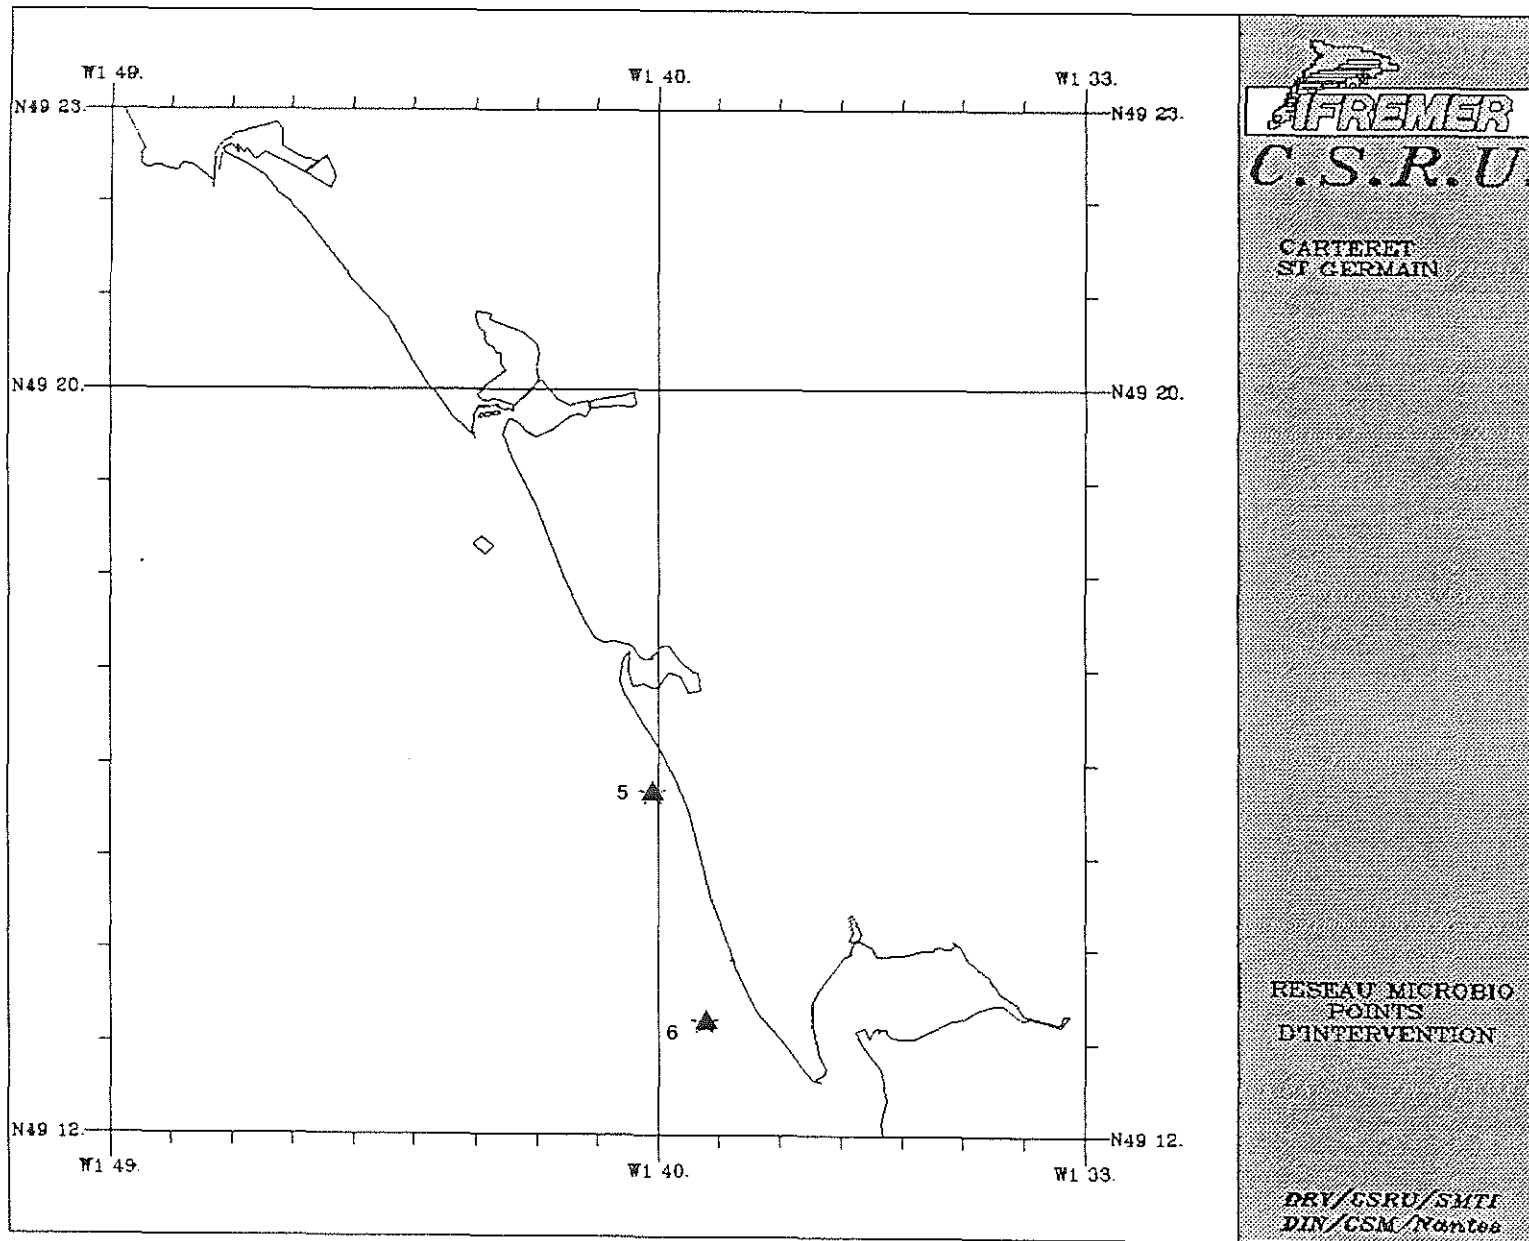 W1 49.
W1 40.
W1 33.
N49 23.
N49 23.
N49 20.
N49 20.
5
6
N49 12.
N49 12.
W1 49.
W1 40.
W1 33.
IFREMER
C.S.R.U.
CARTERET
ST GERMAIN
RESEAU MICROBIO
POINTS
D'INTERVENTION
DRV/CSRU/SMTI
DIN/CSM/Nantes